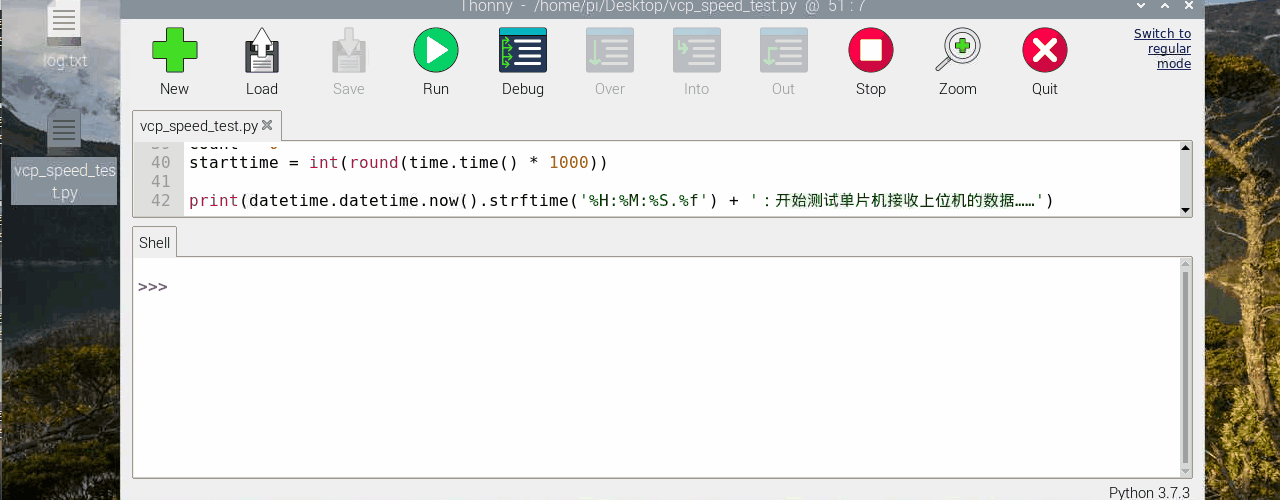 Thonny - /home/pi/Desktop/vcp_speed_test.py @ 51 : 7
log.txt
vcp_speed_tes
t.py
New
Load
Save
Run
Debug
Over
Into
Out
Stop
Zoom
Quit
Switch to
regular
mode
vcp_speed_test.py
40 starttime = int(round(time.time() * 1000))
41
42 print(datetime.datetime.now().strftime('%H:%M:%S.%f') + '：开始测试单片机接收上位机的数据……')
Shell
>>>
Python 3.7.3